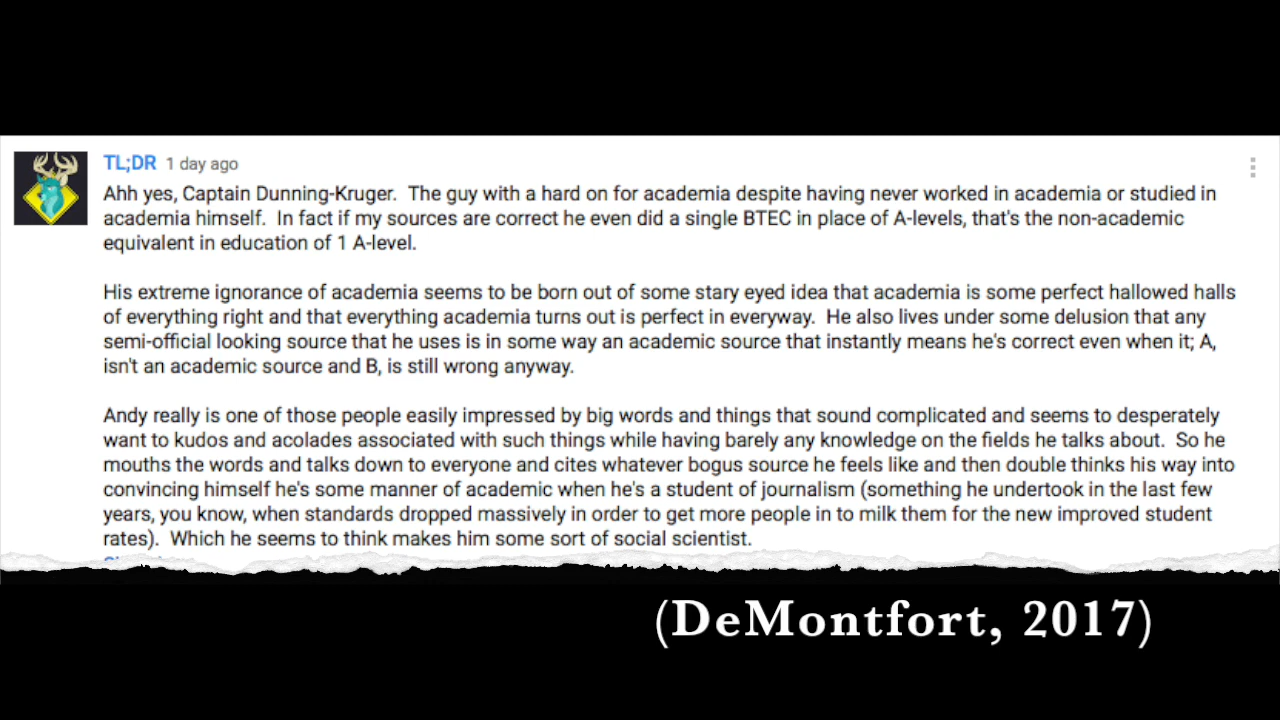 TL;DR 1 day ago
Ahh yes, Captain Dunning-Kruger. The guy with a hard on for academia despite having never worked in academia or studied in
academia himself. In fact if my sources are correct he even did a single BTEC in place of A-levels, that's the non-academic
equivalent in education of 1 A-level.
His extreme ignorance of academia seems to be born out of some stary eyed idea that academia is some perfect hallowed halls
of everything right and that everything academia turns out is perfect in everyway. He also lives under some delusion that any
semi-official looking source that he uses is in some way an academic source that instantly means he's correct even when it; A,
isn't an academic source and B, is still wrong anyway.
Andy really is one of those people easily impressed by big words and things that sound complicated and seems to desperately
want to kudos and acolades associated with such things while having barely any knowledge on the fields he talks about. So he
mouths the words and talks down to everyone and cites whatever bogus source he feels like and then double thinks his way into
convincing himself he's some manner of academic when he's a student of journalism (something he undertook in the last few
years, you know, when standards dropped massively in order to get more people in to milk them for the new improved student
rates). Which he seems to think makes him some sort of social scientist.
(DeMontfort, 2017)